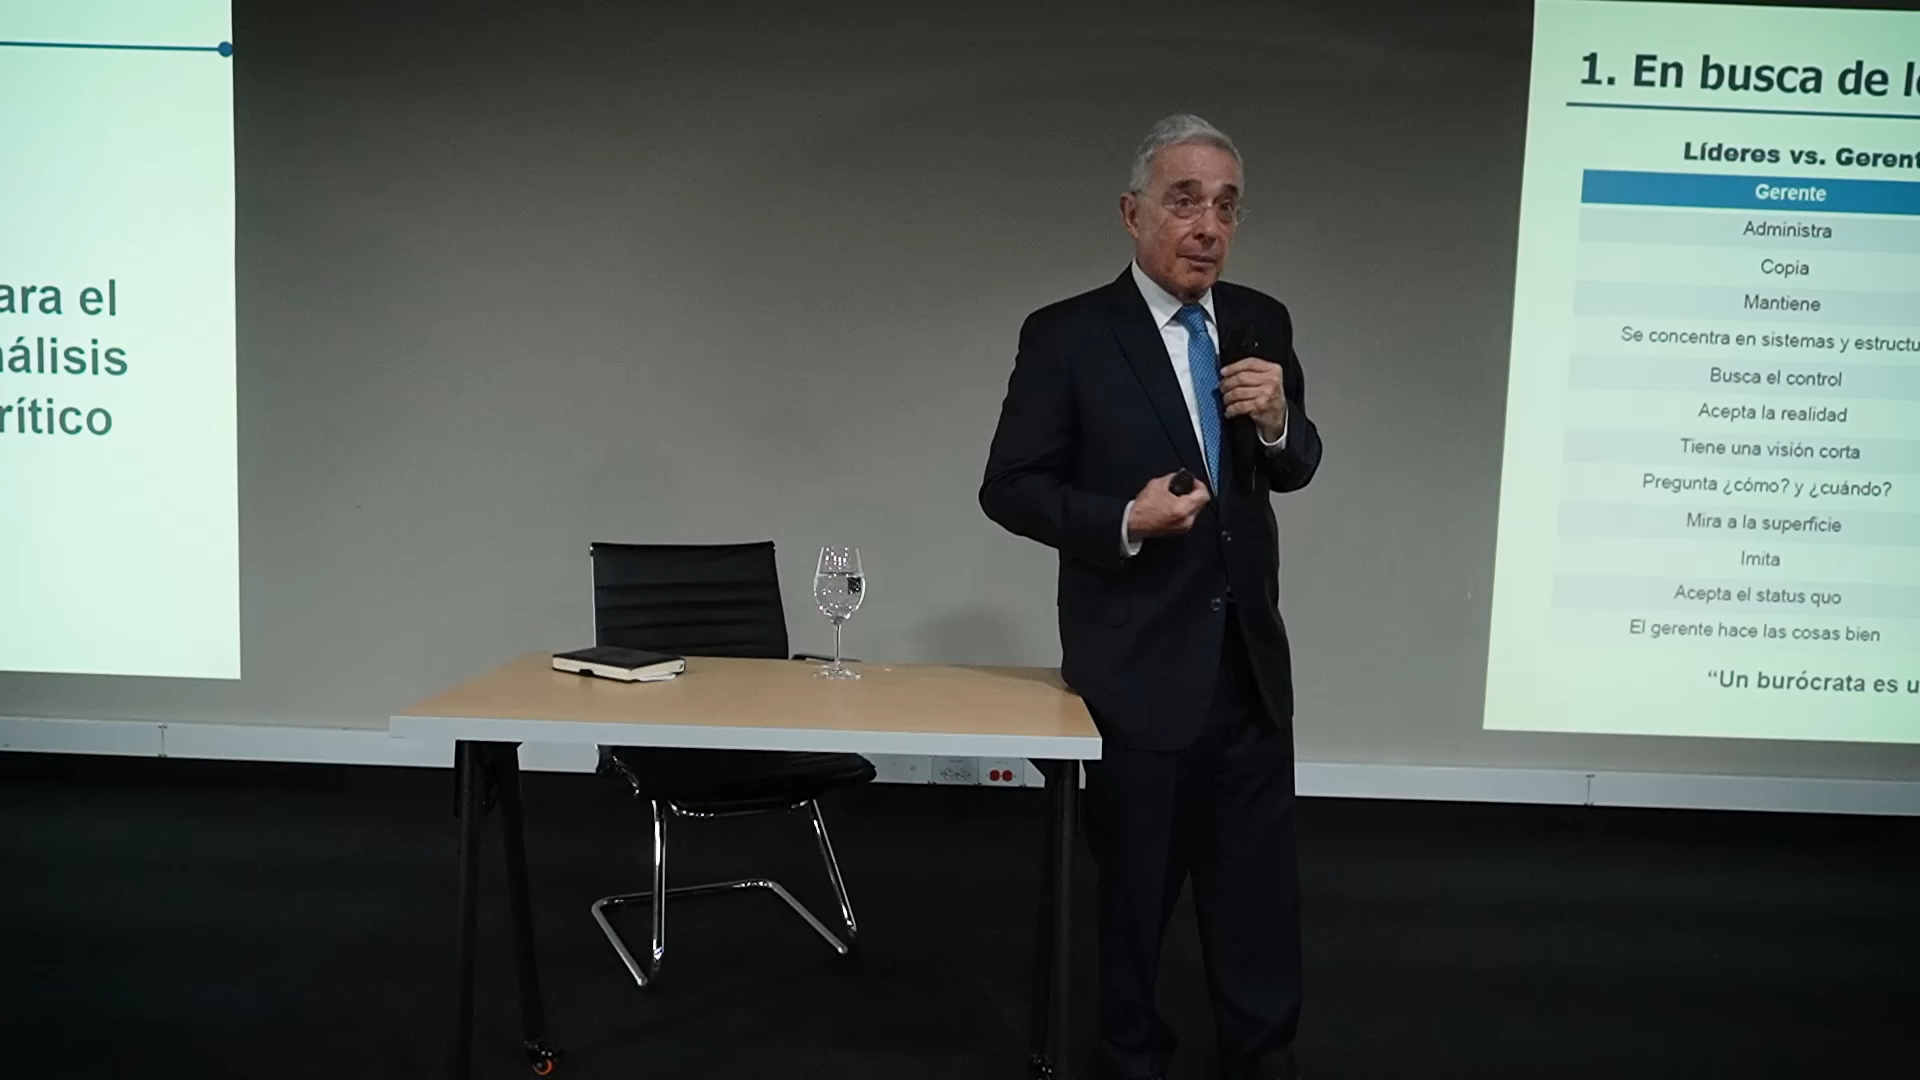 ara el
álisis
rítico
1. En busca de
Líderes vs. Gerent
Gerente
Administra
Copia
Mantiene
Se concentra en sistemas y estructu
Busca el control
Acepta la realidad
Tiene una visión corta
Pregunta ¿cómo? y ¿cuándo?
Mira a la superficie
Imita
Acepta el status quo
El gerente hace las cosas bien
“Un burócrata es u